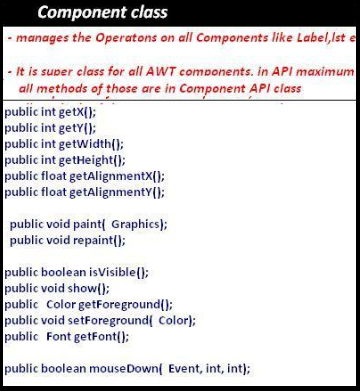 Component class
- manages the Operatons on all Components like Label,lst e
- It is super class for all AWT components. in API maximum
all methods of those are in Component API class
public int getX();
public int getY();
public int getWidth();
public int getHeight();
public float getAlignmentX();
public float getAlignmentY();
public void paint( Graphics);
public void repaint();
public boolean isVisible();
public void show();
public Color getForeground();
public void setForeground( Color);
public Font getFont();
public boolean mouseDown( Event, int, int);